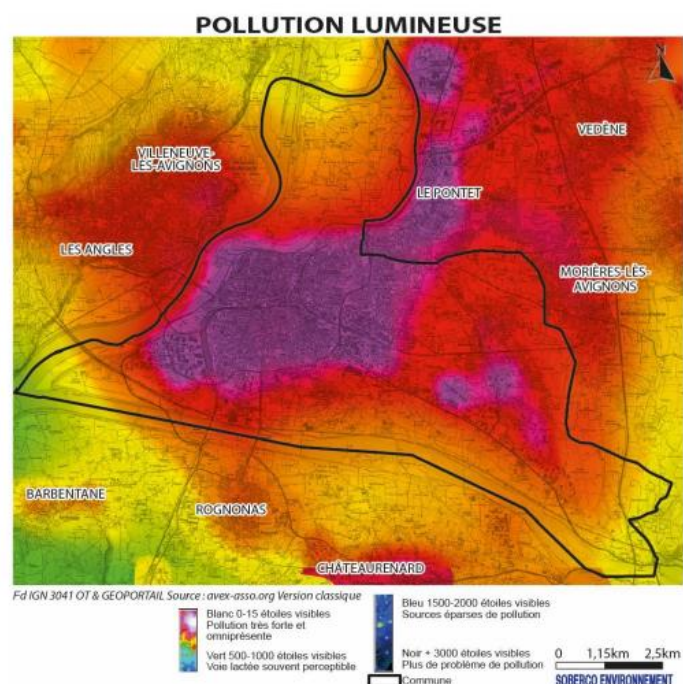 POLLUTION LUMINEUSE
N
VEDÈNE
VILLENEUVE-
LÈS-AVIGNONS
LE PONTET
LES ANGLES
MORIÈRES-LÈS-
AVIGNONS
BARBENTANE
ROGNONAS
CHÂTEAURENARD
Fd IGN 3041 OT & GEOPORTAIL Source : avex-asso.org Version classique
Blanc 0-15 étoiles visibles
Pollution très forte et
omniprésente
Vert 500-1000 étoiles visibles
Voie lactée souvent perceptible
Bleu 1500-2000 étoiles visibles
Sources éparses de pollution
Noir + 3000 étoiles visibles
Plus de problème de pollution
Commune
0 1,15km 2,5km
SOBERCO ENVIRONNEMENT